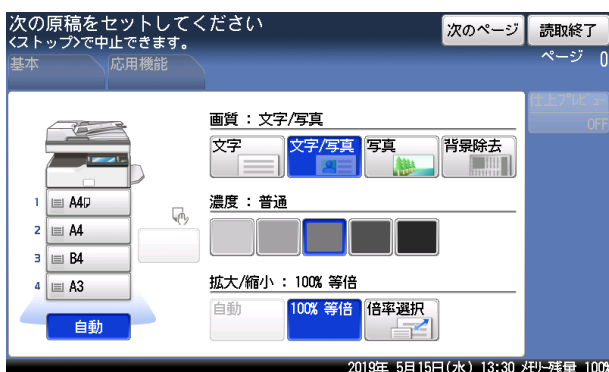 次の原稿をセットしてください
<ストップ>で中止できます。
次のページ
読取終了
ページ 0
基本
応用機能
仕上プレビュー
OFF
画質:文字/写真
文字
文字/写真
写真
背景除去
1 A4
2 A4
3 B4
4 A3
自動
濃度:普通
拡大/縮小:100% 等倍
自動
100% 等倍
倍率選択
2019年 5月15日(水) 13:30 メモリー残量 100%